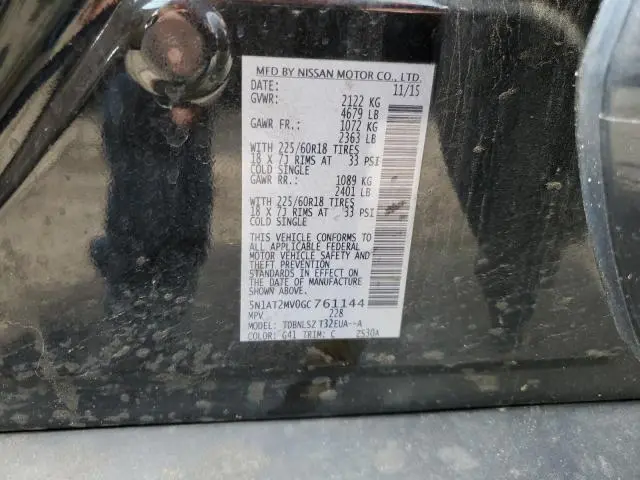 MFD BY NISSAN MOTOR CO., LTD.
DATE: 11/15
GVWR: 2122 KG
4679 LB
GAWR FR.: 1072 KG
2363 LB
WITH 225/60R18 TIRES
18 X 7J RIMS AT 33 PSI
COLD SINGLE
GAWR RR.: 1089 KG
2401 LB
WITH 225/60R18 TIRES
18 X 7J RIMS AT 33 PSI
COLD SINGLE
THIS VEHICLE CONFORMS TO
ALL APPLICABLE FEDERAL
MOTOR VEHICLE SAFETY AND
THEFT PREVENTION
STANDARDS IN EFFECT ON
THE DATE OF MANUFACTURE
SHOWN ABOVE
5N1AT2MV0GC761144
MPV 228
MODEL: TDBNLSZ T32EUA--A
COLOR: G41 TRIM: C ZS30A